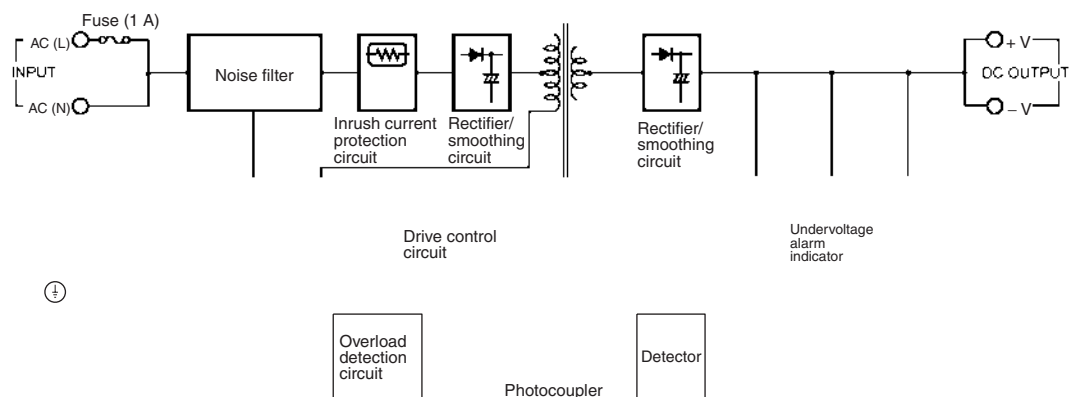 Fuse (1 A)
AC (L)
INPUT
AC (N)
Noise filter
Inrush current
protection
circuit
Rectifier/
smoothing
circuit
Rectifier/
smoothing
circuit
+ V
DC OUTPUT
– V
Drive control
circuit
Undervoltage
alarm
indicator
Overload
detection
circuit
Photocoupler
Detector